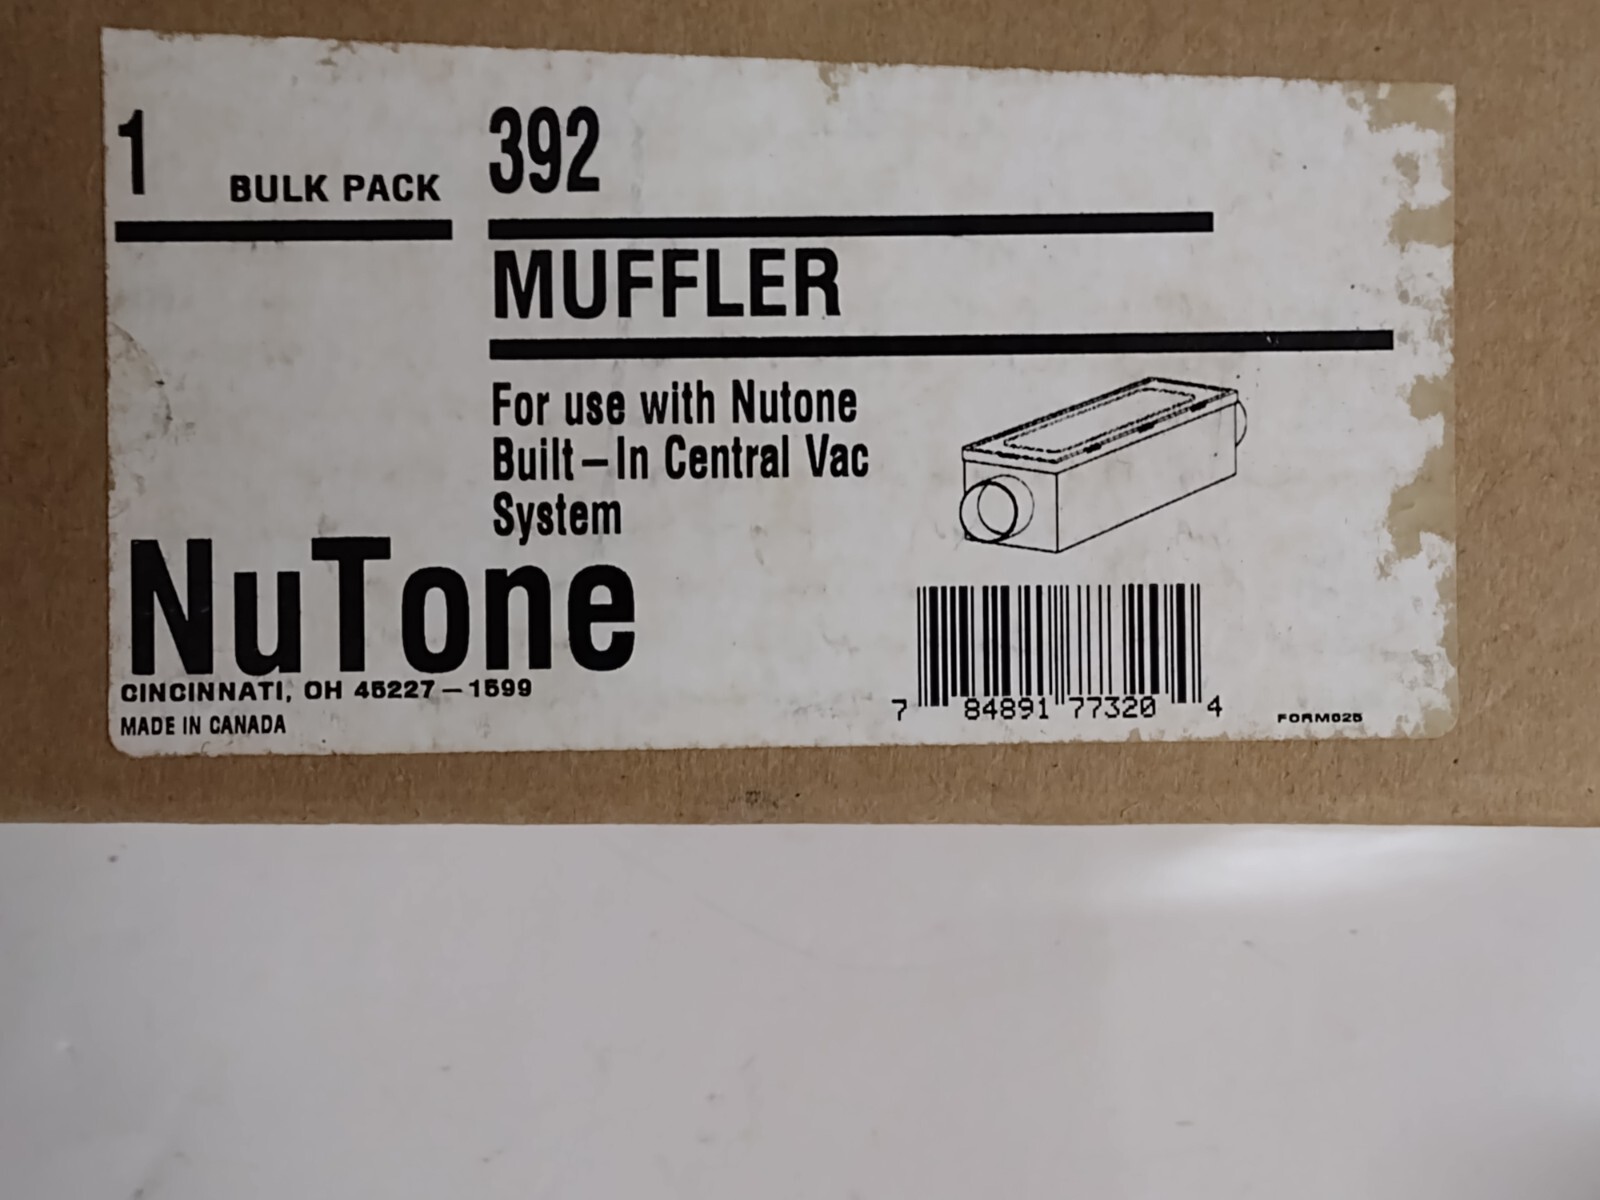 1 BULK PACK
392
MUFFLER
For use with Nutone
Built-In Central Vac
System
NuTone
CINCINNATI, OH 45227-1599
MADE IN CANADA
7 84891 77320 4
FORM025